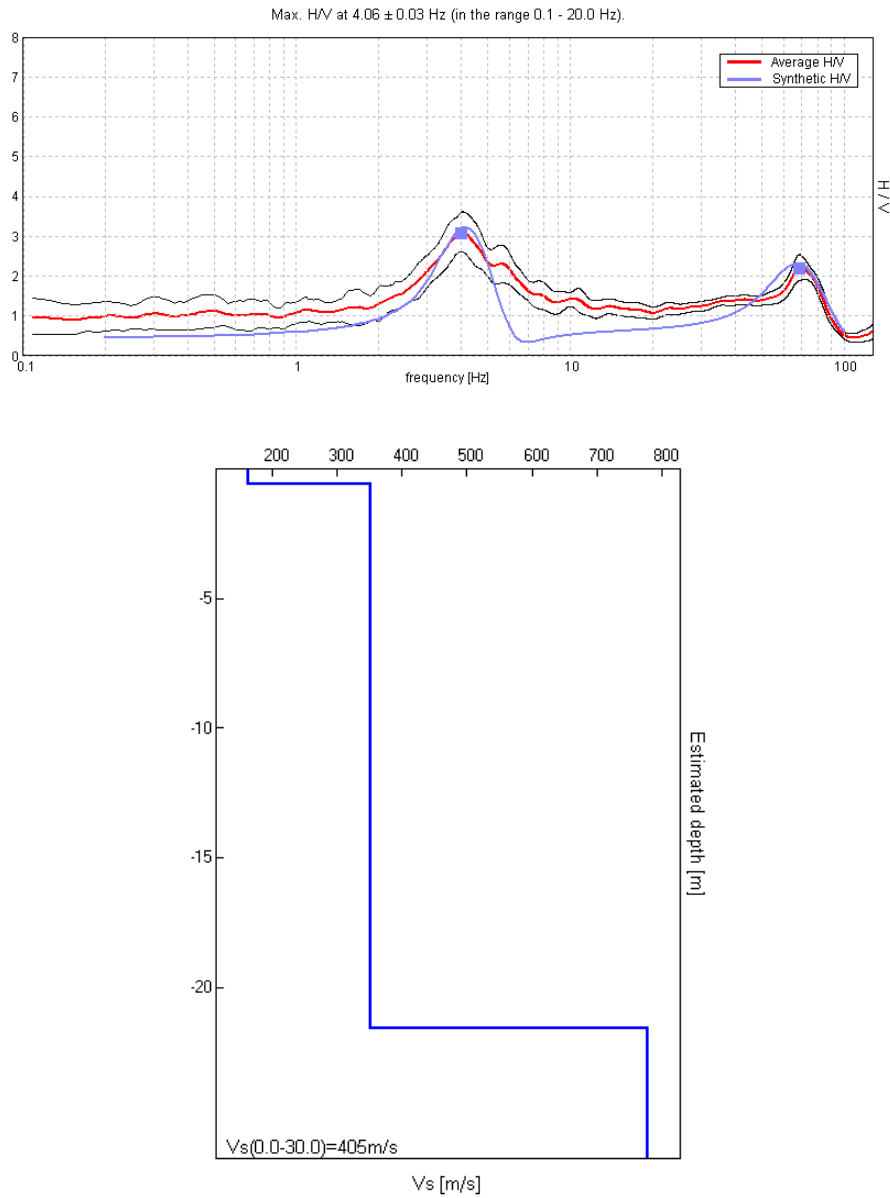 Max. H/V at 4.06 ± 0.03 Hz (in the range 0.1 - 20.0 Hz).
8
7
6
5
4
3
2
1
0
Average H/V
Synthetic H/V
H / V
0.1
1
10
100
frequency [Hz]
200 300 400 500 600 700 800
-5
-10
-15
-20
Estimated depth [m]
Vs(0.0-30.0)=405m/s
Vs [m/s]